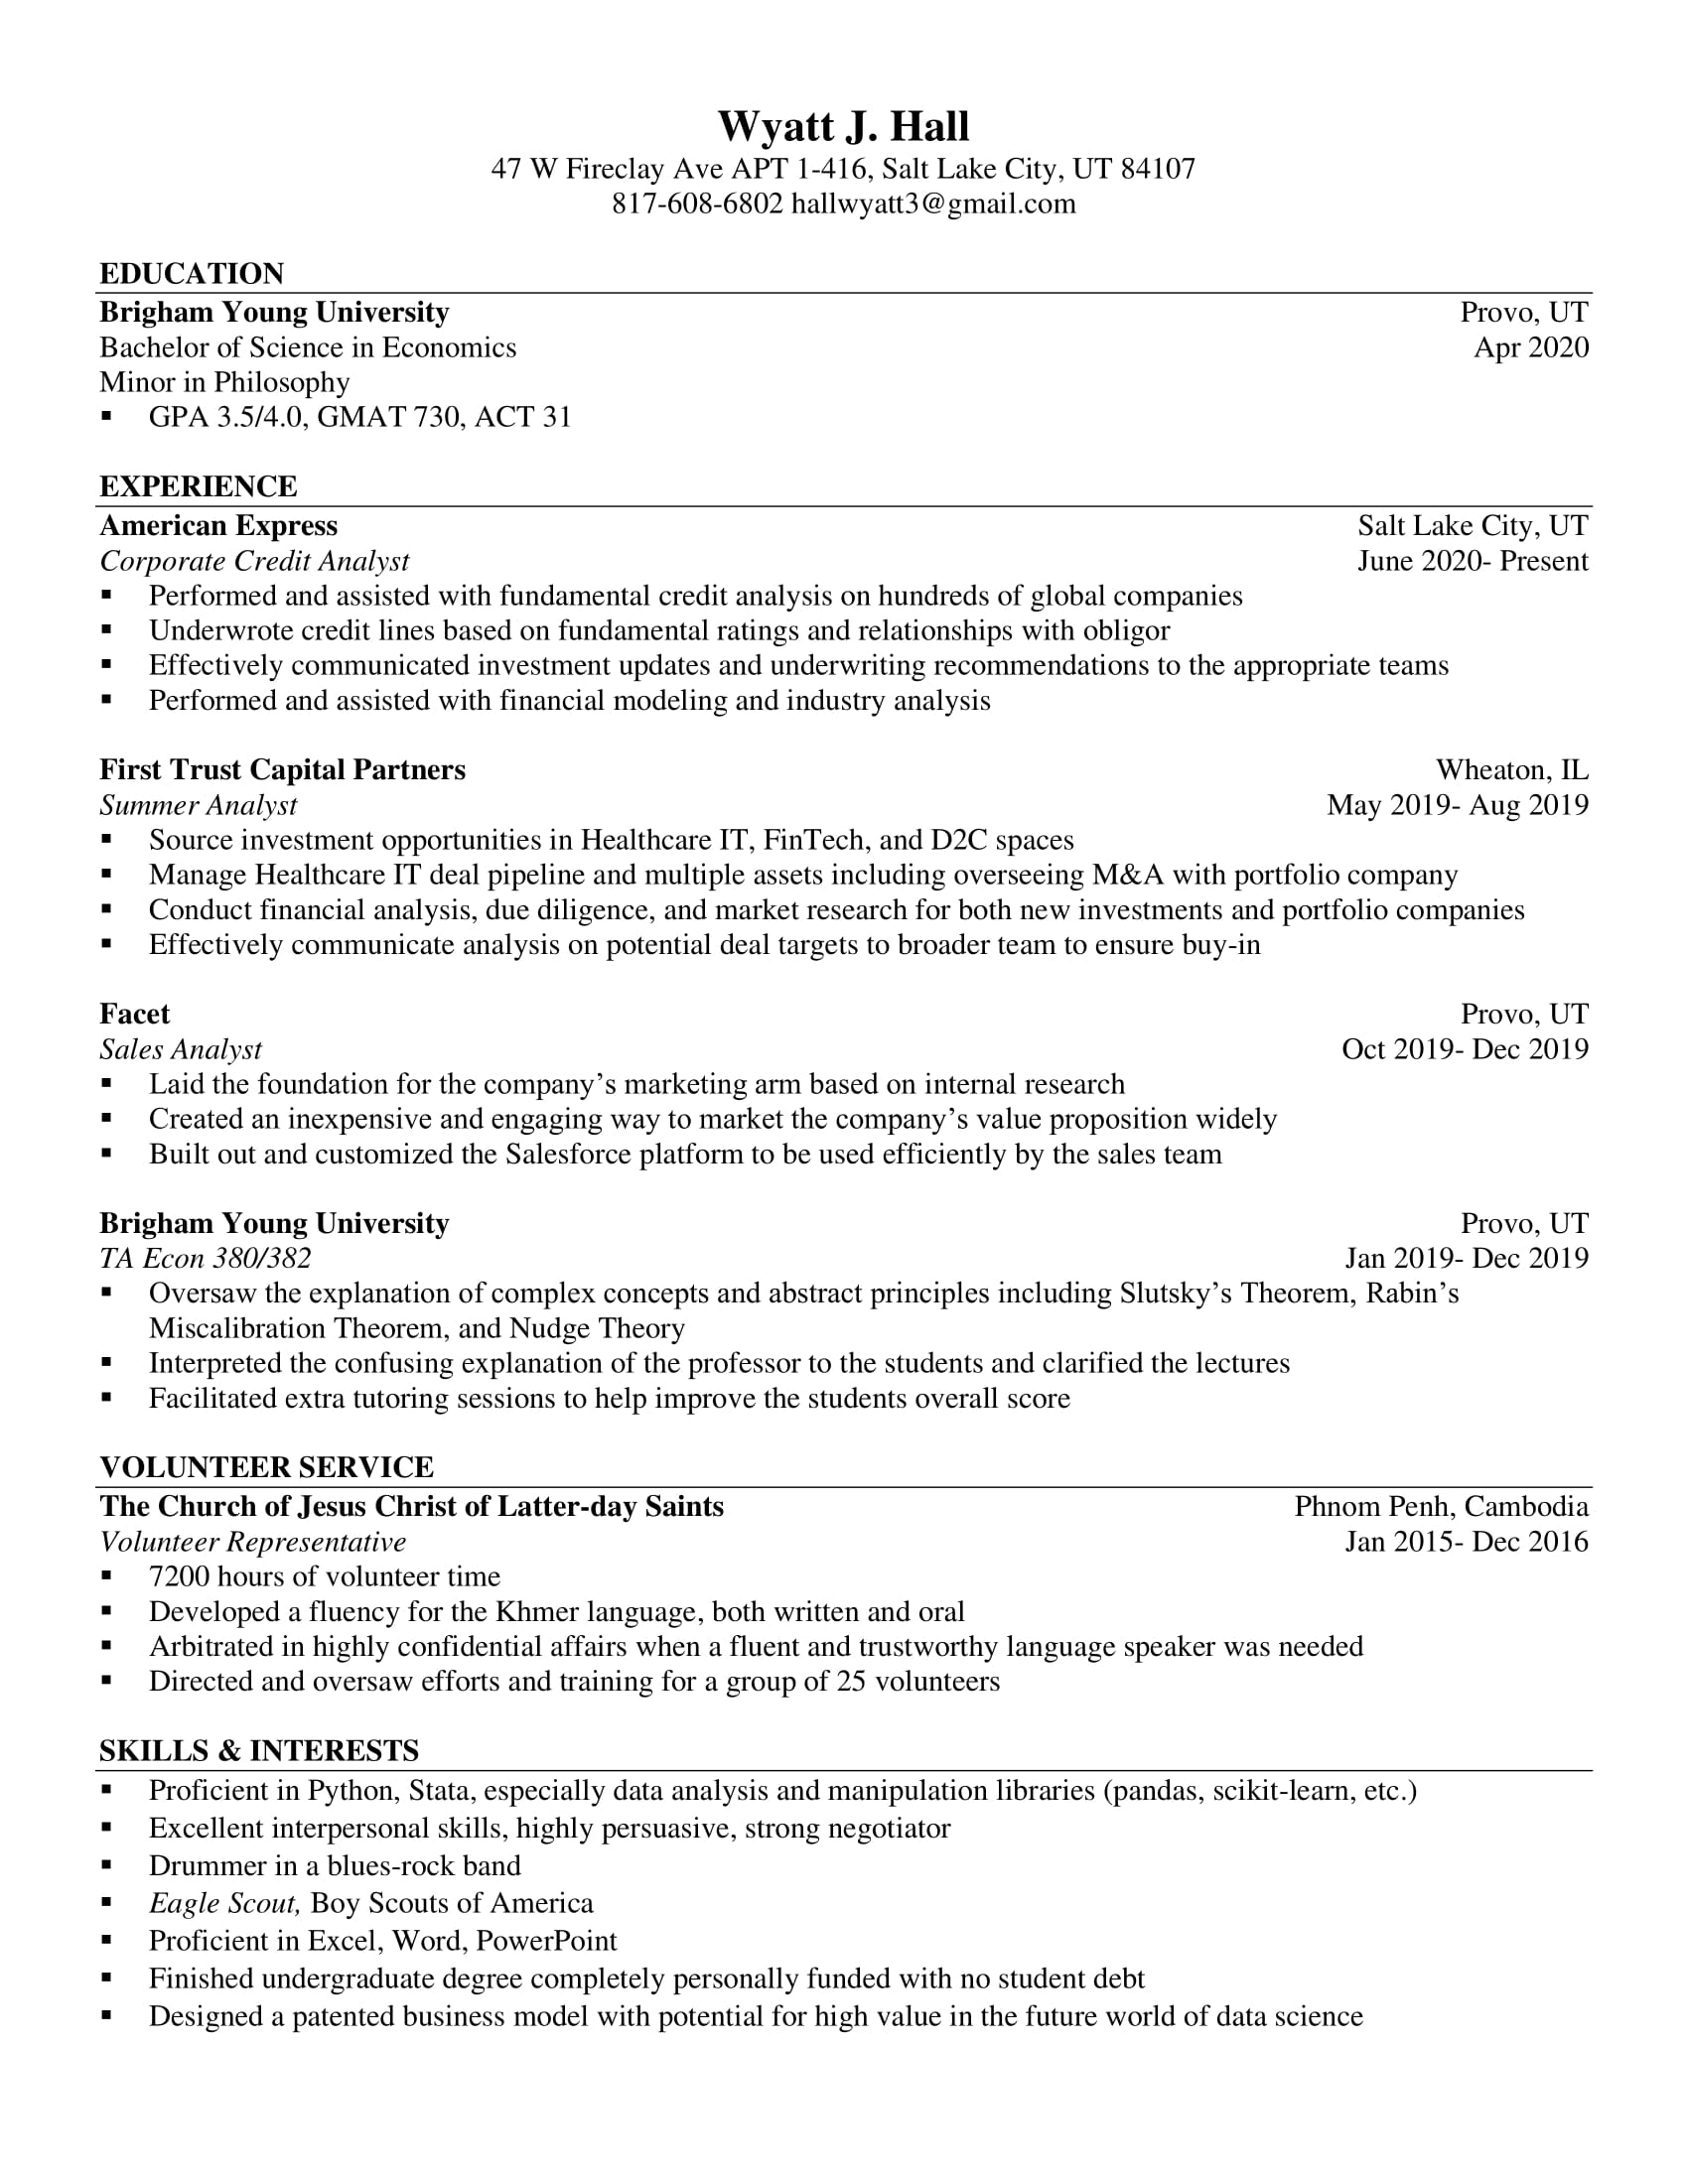 Wyatt J. Hall
47 W Fireclay Ave APT 1-416, Salt Lake City, UT 84107
817-608-6802 hallwyatt3@gmail.com
EDUCATION
Brigham Young University Provo, UT
Bachelor of Science in Economics Apr 2020
Minor in Philosophy
▪ GPA 3.5/4.0, GMAT 730, ACT 31
EXPERIENCE
American Express Salt Lake City, UT
Corporate Credit Analyst June 2020- Present
▪ Performed and assisted with fundamental credit analysis on hundreds of global companies
▪ Underwrote credit lines based on fundamental ratings and relationships with obligor
▪ Effectively communicated investment updates and underwriting recommendations to the appropriate teams
▪ Performed and assisted with financial modeling and industry analysis
First Trust Capital Partners Wheaton, IL
Summer Analyst May 2019- Aug 2019
▪ Source investment opportunities in Healthcare IT, FinTech, and D2C spaces
▪ Manage Healthcare IT deal pipeline and multiple assets including overseeing M&A with portfolio company
▪ Conduct financial analysis, due diligence, and market research for both new investments and portfolio companies
▪ Effectively communicate analysis on potential deal targets to broader team to ensure buy-in
Facet Provo, UT
Sales Analyst Oct 2019- Dec 2019
▪ Laid the foundation for the company’s marketing arm based on internal research
▪ Created an inexpensive and engaging way to market the company’s value proposition widely
▪ Built out and customized the Salesforce platform to be used efficiently by the sales team
Brigham Young University Provo, UT
TA Econ 380/382 Jan 2019- Dec 2019
▪ Oversaw the explanation of complex concepts and abstract principles including Slutsky’s Theorem, Rabin’s
Miscalibration Theorem, and Nudge Theory
▪ Interpreted the confusing explanation of the professor to the students and clarified the lectures
▪ Facilitated extra tutoring sessions to help improve the students overall score
VOLUNTEER SERVICE
The Church of Jesus Christ of Latter-day Saints Phnom Penh, Cambodia
Volunteer Representative Jan 2015- Dec 2016
▪ 7200 hours of volunteer time
▪ Developed a fluency for the Khmer language, both written and oral
▪ Arbitrated in highly confidential affairs when a fluent and trustworthy language speaker was needed
▪ Directed and oversaw efforts and training for a group of 25 volunteers
SKILLS & INTERESTS
▪ Proficient in Python, Stata, especially data analysis and manipulation libraries (pandas, scikit-learn, etc.)
▪ Excellent interpersonal skills, highly persuasive, strong negotiator
▪ Drummer in a blues-rock band
▪ Eagle Scout, Boy Scouts of America
▪ Proficient in Excel, Word, PowerPoint
▪ Finished undergraduate degree completely personally funded with no student debt
▪ Designed a patented business model with potential for high value in the future world of data science